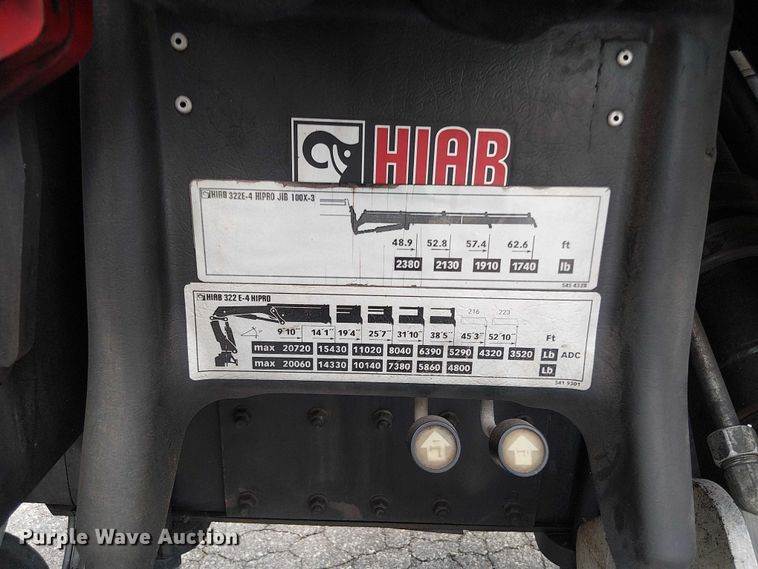 HIAB
HIAB 322E-4 HIPRO JIB 100X-3
48.9 52.8 57.4 62.6 ft
2380 2130 1910 1740 lb
545 4328
HIAB 322 E-4 HIPRO
216 223
9'10" 14'1" 19'4" 25'7" 31'10" 38'5" 45'3" 52'10" Ft
max 20720 15430 11020 8040 6390 5290 4320 3520 Lb ADC
max 20060 14330 10140 7380 5860 4800 Lb
541 9301
Purple Wave Auction